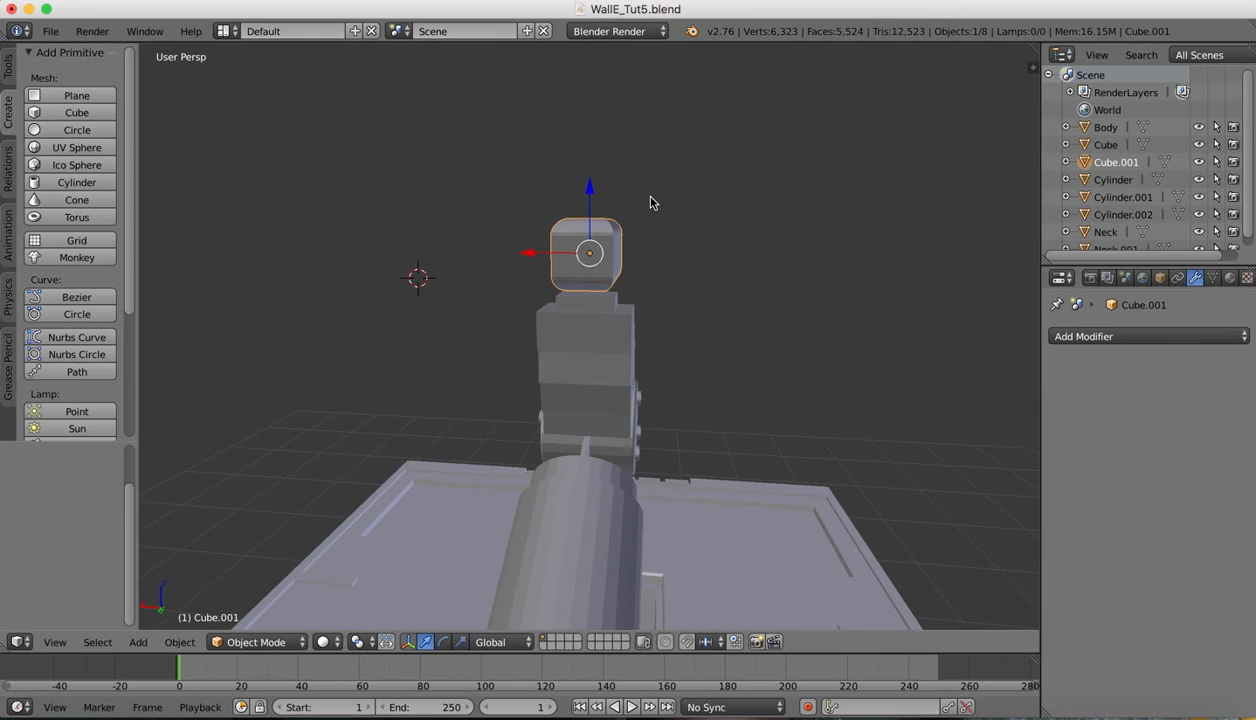 WallE_Tut5.blend
File Render Window Help Default Scene Blender Render v2.76 | Verts:6,323 | Faces:5,524 | Tris:12,523 | Objects:1/8 | Lamps:0/0 | Mem:16.15M | Cube.001
Tools
Create
Relations
Animation
Physics
Grease Pencil
Add Primitive
Mesh:
Plane
Cube
Circle
UV Sphere
Ico Sphere
Cylinder
Cone
Torus
Grid
Monkey
Curve:
Bezier
Circle
Nurbs Curve
Nurbs Circle
Path
Lamp:
Point
Sun
User Persp
(1) Cube.001
View Search All Scenes
Scene
RenderLayers
World
Body
Cube
Cube.001
Cylinder
Cylinder.001
Cylinder.002
Neck
Neck.001
Cube.001
Add Modifier
View Select Add Object Object Mode Global
-40 -20 0 20 40 60 80 100 120 140 160 180 200 220 240 260 280
View Marker Frame Playback Start: 1 End: 250 1 No Sync